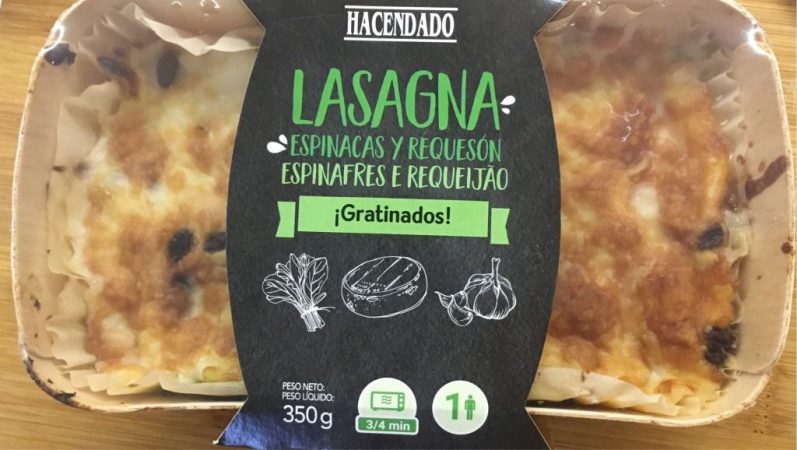 HACENDADO
LASAGNA
ESPINACAS Y REQUESÓN
ESPINAFRES E REQUEIJÃO
¡Gratinados!
PESO NETO:
PESO LÍQUIDO:
350g
3/4 min
1